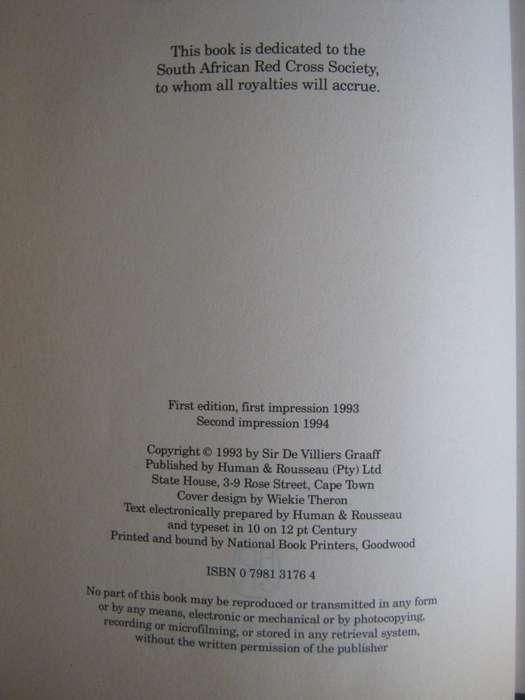 This book is dedicated to the
South African Red Cross Society,
to whom all royalties will accrue.
First edition, first impression 1993
Second impression 1994
Copyright © 1993 by Sir De Villiers Graaff
Published by Human & Rousseau (Pty) Ltd
State House, 3-9 Rose Street, Cape Town
Cover design by Wiekie Theron
Text electronically prepared by Human & Rousseau
and typeset in 10 on 12 pt Century
Printed and bound by National Book Printers, Goodwood
ISBN 0 7981 3176 4
No part of this book may be reproduced or transmitted in any form
or by any means, electronic or mechanical or by photocopying,
recording or microfilming, or stored in any retrieval system,
without the written permission of the publisher